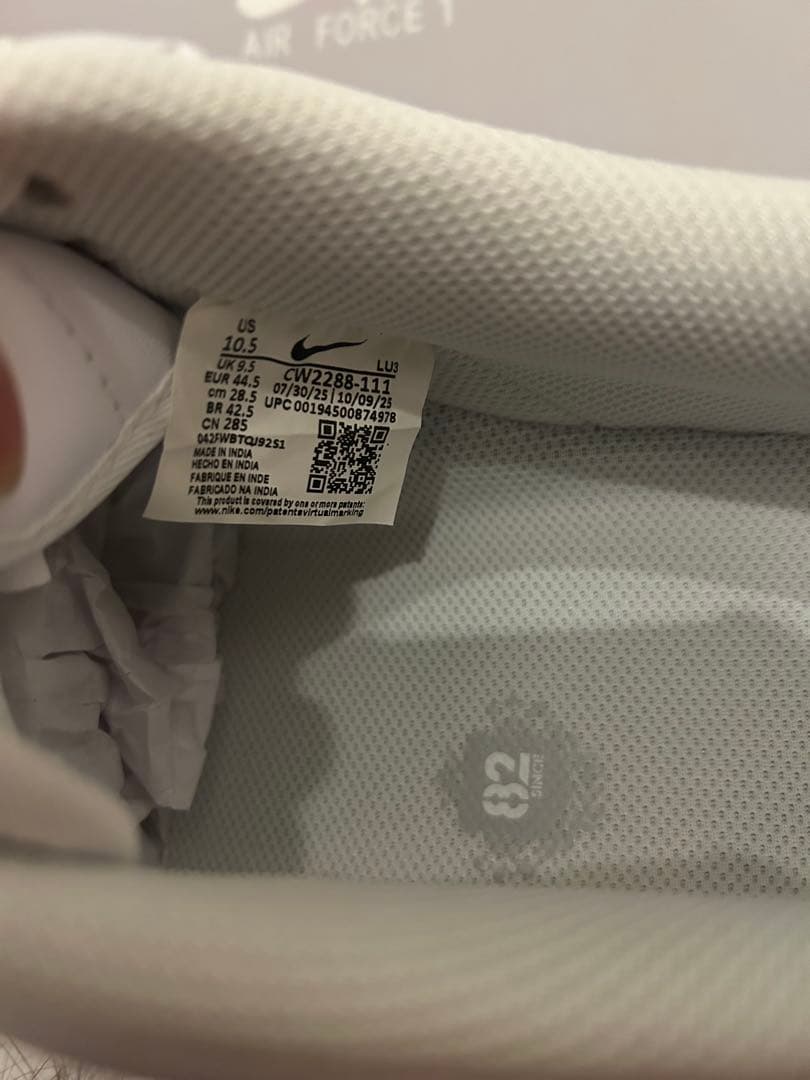 AIR FORCE 1
US
10.5
UK 9.5
EUR 44.5
cm 28.5
BR 42.5
CN 285
LU3
CW2288-111
07/30/25 | 10/09/25
UPC 00194500874978
042FWBTQJ92S1
MADE IN INDIA
HECHO EN INDIA
FABRIQUE EN INDE
FABRICADO NA INDIA
This product is covered by one or more patents:
www.nike.com/patentsvirtualmarking
82
SINCE